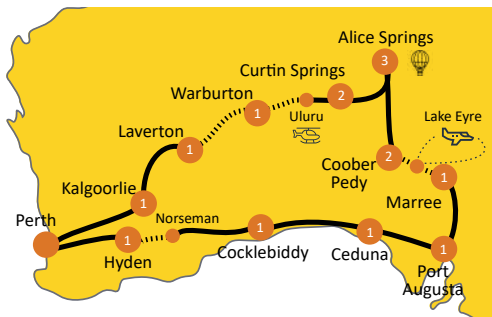 Alice Springs
3
Curtin Springs
2
Warburton
1
Uluru
Lake Eyre
Laverton
1
2
Coober
Pedy
1
Marree
Kalgoorlie
1
Perth
Norseman
1
Hyden
1
Cocklebiddy
1
Ceduna
1
Port
Augusta